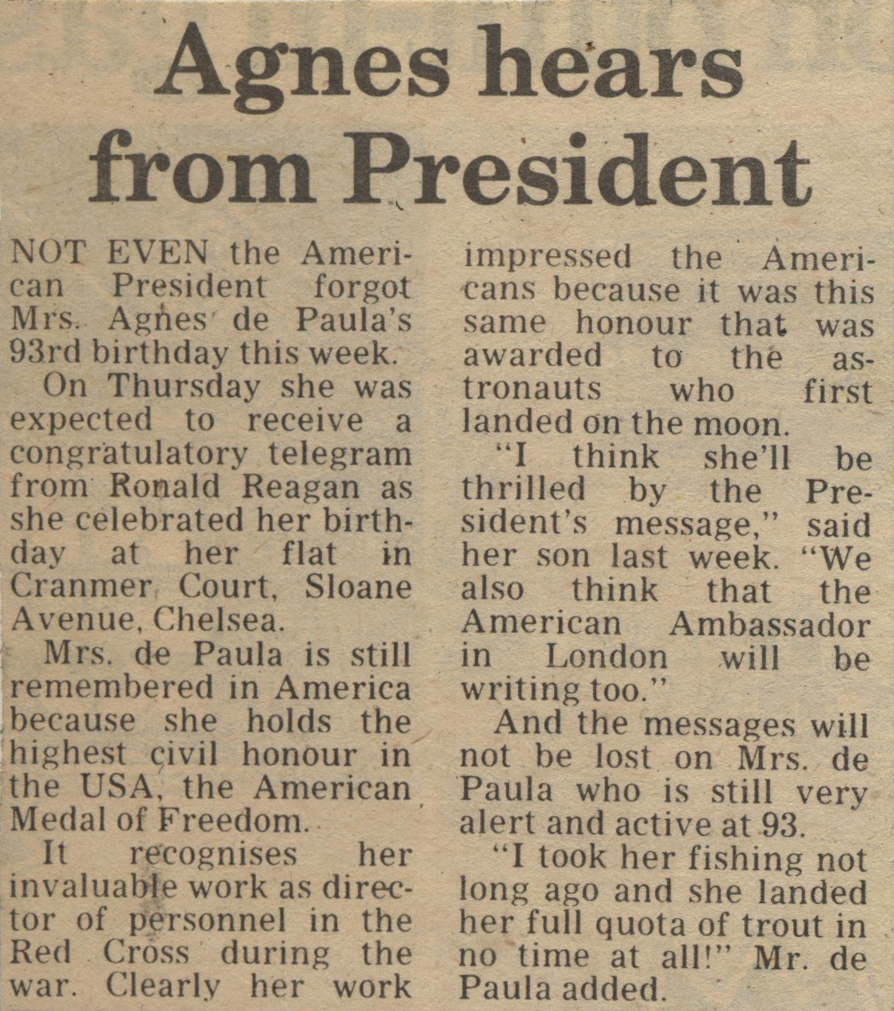 Agnes hears
from President
NOT EVEN the Ameri-
can President forgot
Mrs. Agnes de Paula's
93rd birthday this week.
On Thursday she was
expected to receive a
congratulatory telegram
from Ronald Reagan as
she celebrated her birth-
day at her flat in
Cranmer Court, Sloane
Avenue, Chelsea.
Mrs. de Paula is still
remembered in America
because she holds the
highest civil honour in
the USA, the American
Medal of Freedom.
It recognises her
invaluable work as direc-
tor of personnel in the
Red Cross during the
war. Clearly her work
impressed the Ameri-
cans because it was this
same honour that was
awarded to the as-
tronauts who first
landed on the moon.
"I think she'll be
thrilled by the Pre-
sident's message," said
her son last week. "We
also think that the
American Ambassador
in London will be
writing too."
And the messages will
not be lost on Mrs. de
Paula who is still very
alert and active at 93.
"I took her fishing not
long ago and she landed
her full quota of trout in
no time at all!" Mr. de
Paula added.